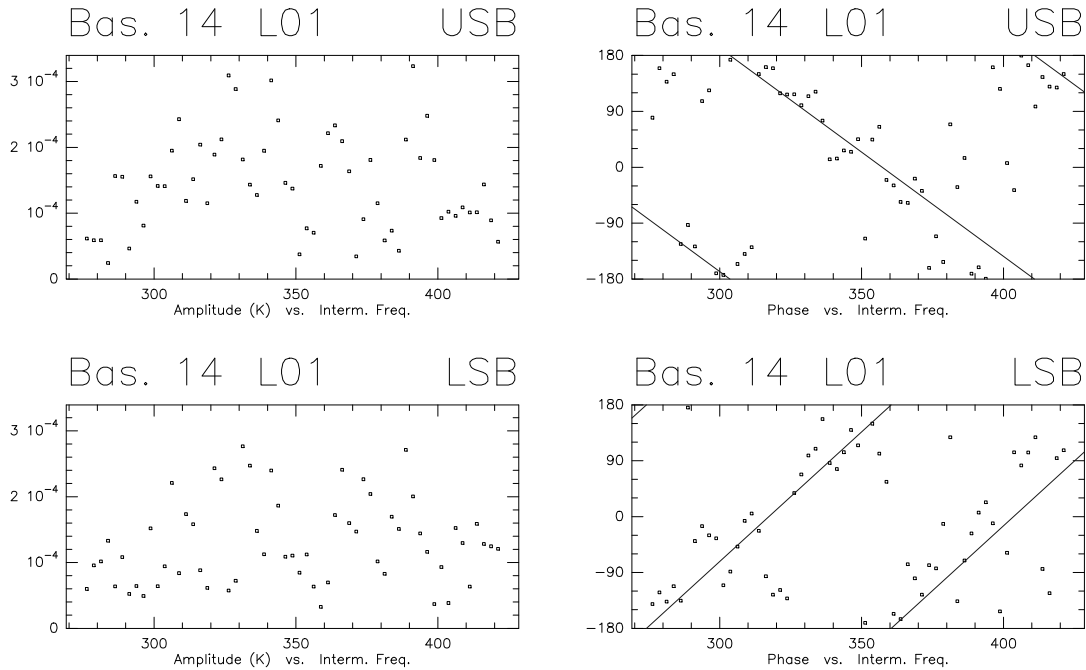 Bas. 14 L01 USB
3 10⁻⁴
2 10⁻⁴
1 10⁻⁴
0
300 350 400
Amplitude (K) vs. Interm. Freq.
Bas. 14 L01 USB
180
90
0
-90
-180
300 350 400
Phase vs. Interm. Freq.
Bas. 14 L01 LSB
3 10⁻⁴
2 10⁻⁴
1 10⁻⁴
0
300 350 400
Amplitude (K) vs. Interm. Freq.
Bas. 14 L01 LSB
180
90
0
-90
-180
300 350 400
Phase vs. Interm. Freq.